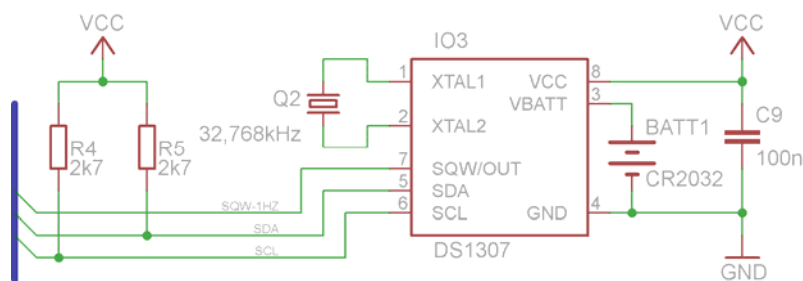 VCC
VCC
IO3
1 XTAL1 VCC 8
VBATT 3
Q2
C9
2 XTAL2
BATT1
R4
2k7
R5
2k7
32,768kHz
100n
7 SQW/OUT
CR2032
5 SDA
6 SCL GND 4
SQW-1HZ
SDA
SCL
DS1307
GND